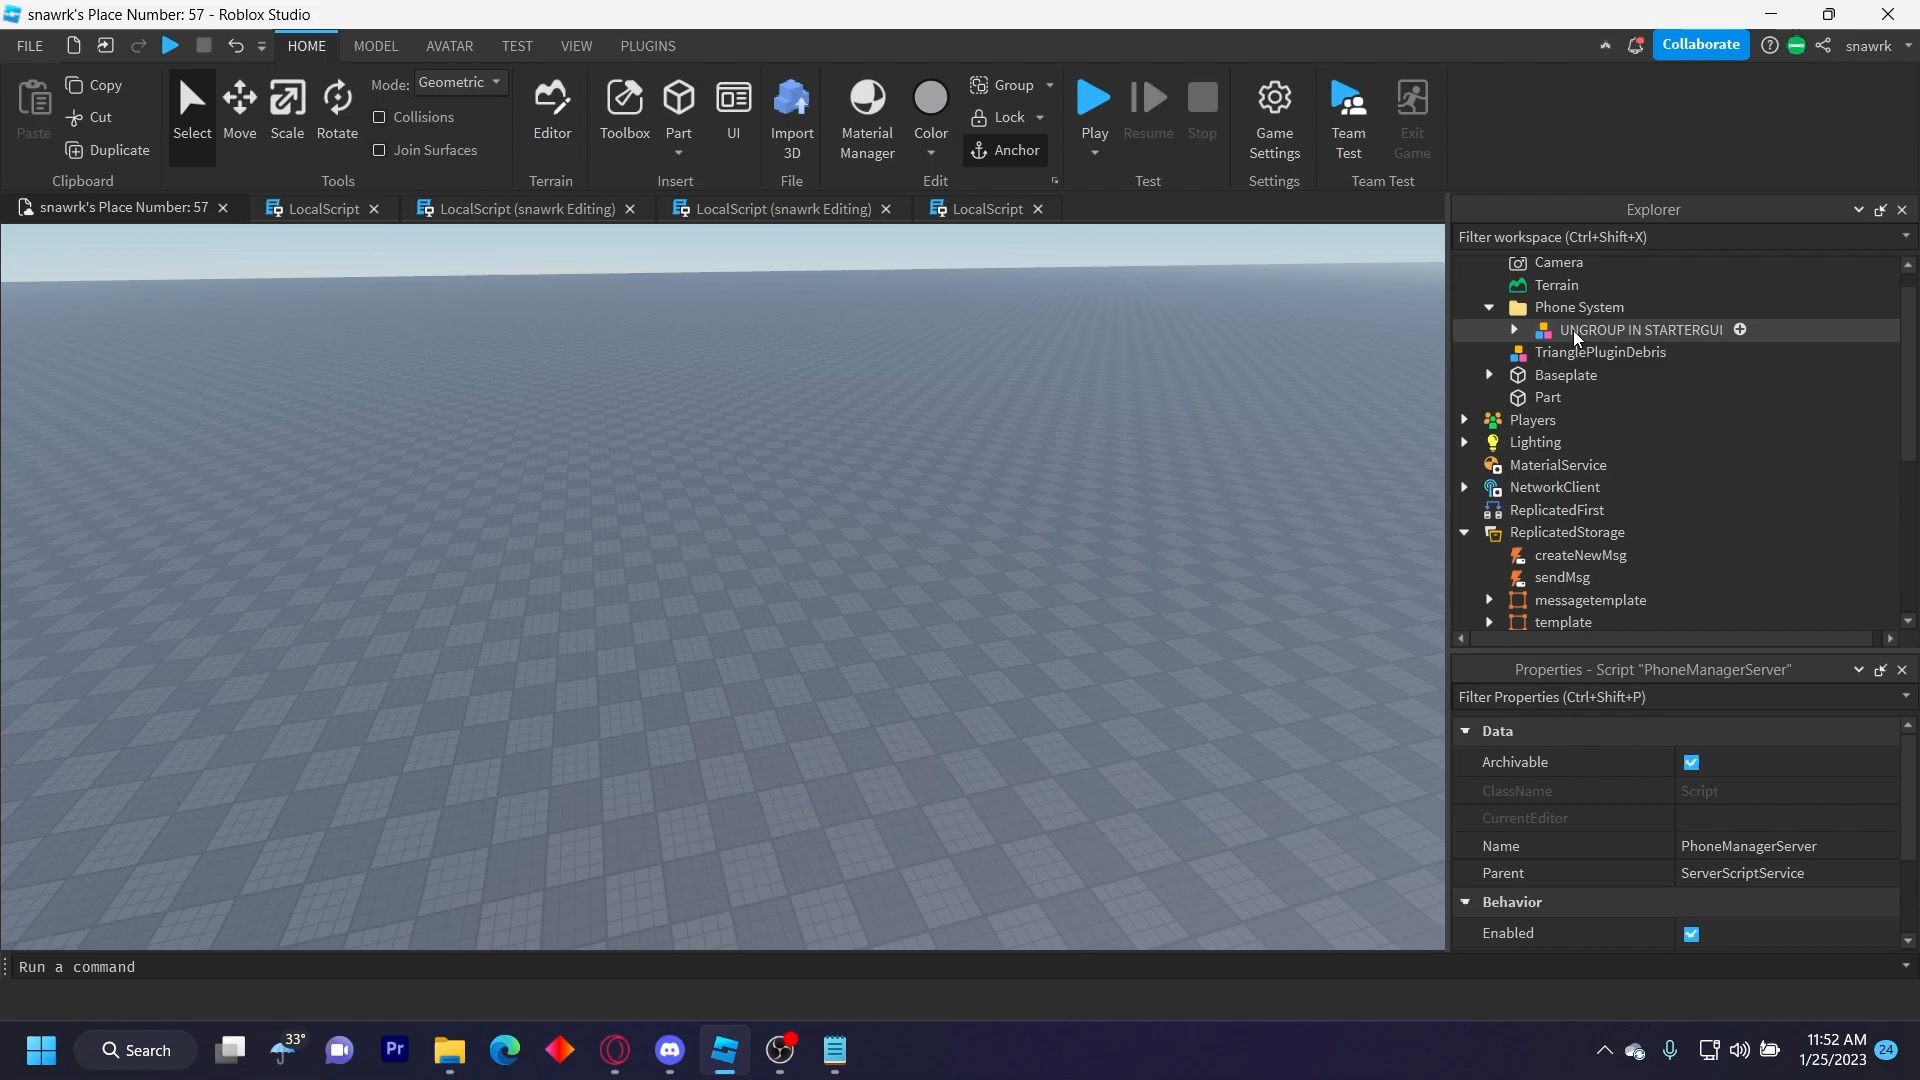 snawrk's Place Number: 57 - Roblox Studio
FILE HOME MODEL AVATAR TEST VIEW PLUGINS Collaborate snawrk
Paste Copy Cut Duplicate Clipboard
Select Move Scale Rotate Mode: Geometric Collisions Join Surfaces Tools
Editor Terrain
Toolbox Part UI Insert
Import 3D File
Material Manager Color Group Lock Anchor Edit
Play Resume Stop Test
Game Settings Settings
Team Test Exit Game Team Test
snawrk's Place Number: 57 LocalScript LocalScript (snawrk Editing) LocalScript (snawrk Editing) LocalScript
Explorer
Filter workspace (Ctrl+Shift+X)
Camera
Terrain
Phone System
UNGROUP IN STARTERGUI
TrianglePluginDebris
Baseplate
Part
Players
Lighting
MaterialService
NetworkClient
ReplicatedFirst
ReplicatedStorage
createNewMsg
sendMsg
messagetemplate
template
Properties - Script "PhoneManagerServer"
Filter Properties (Ctrl+Shift+P)
Data
Archivable
ClassName Script
CurrentEditor
Name PhoneManagerServer
Parent ServerScriptService
Behavior
Enabled
Run a command
Search 33° Pr 11:52 AM
1/25/2023 24